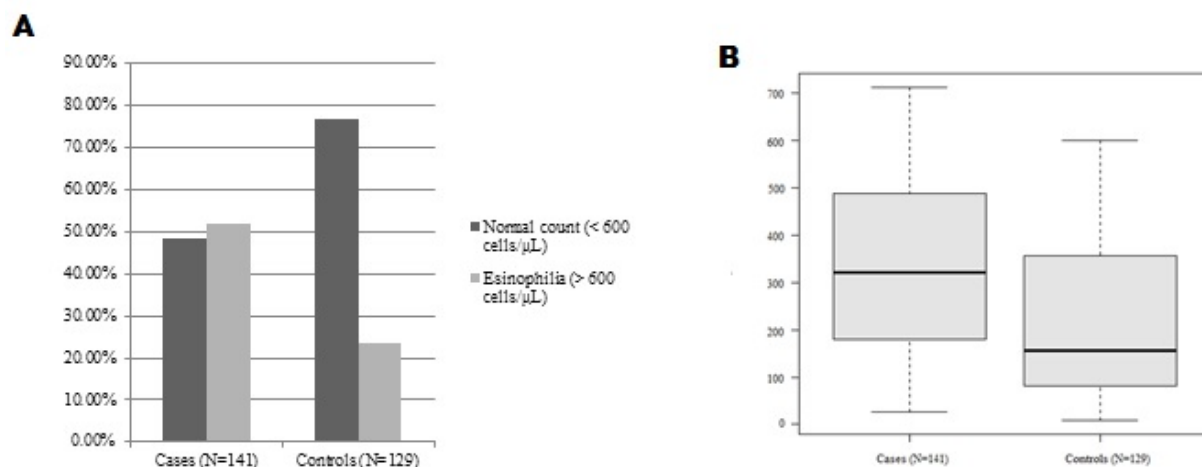 A
90.00%
80.00%
70.00%
60.00%
50.00%
40.00%
30.00%
20.00%
10.00%
0.00%
Cases (N=141)
Controls (N=129)
Normal count (< 600
cells/µL)
Esinophilia (> 600
cells/µL)
B
700
600
500
400
300
200
100
0
Cases (N=141)
Controls (N=129)